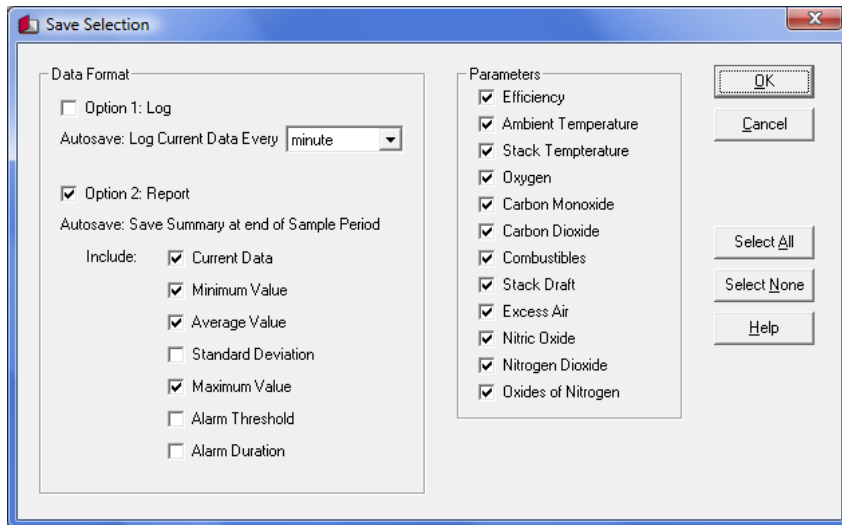 Save Selection
Data Format
Option 1: Log
Autosave: Log Current Data Every minute
Option 2: Report
Autosave: Save Summary at end of Sample Period
Include: Current Data
Minimum Value
Average Value
Standard Deviation
Maximum Value
Alarm Threshold
Alarm Duration
Parameters
Efficiency
Ambient Temperature
Stack Tempterature
Oxygen
Carbon Monoxide
Carbon Dioxide
Combustibles
Stack Draft
Excess Air
Nitric Oxide
Nitrogen Dioxide
Oxides of Nitrogen
OK
Cancel
Select All
Select None
Help